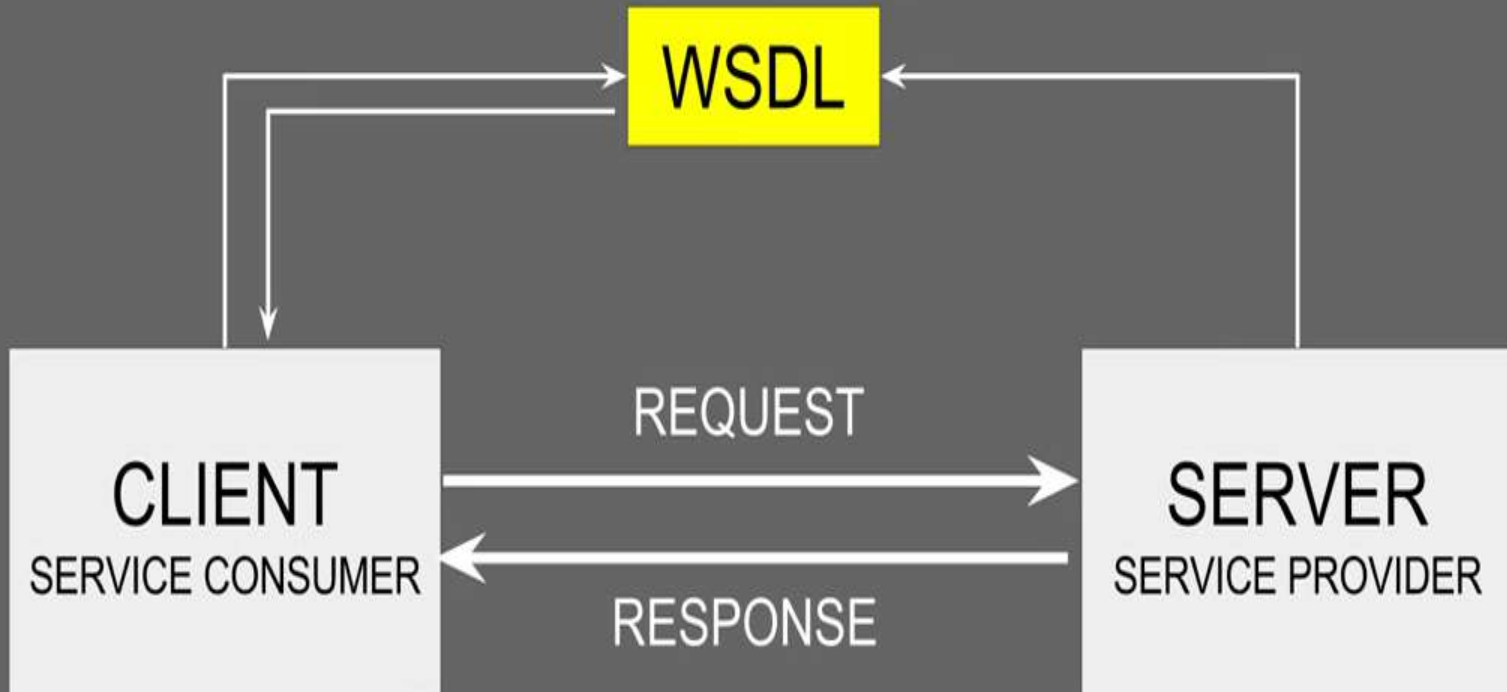 WSDL
REQUEST
CLIENT
SERVICE CONSUMER
SERVER
SERVICE PROVIDER
RESPONSE